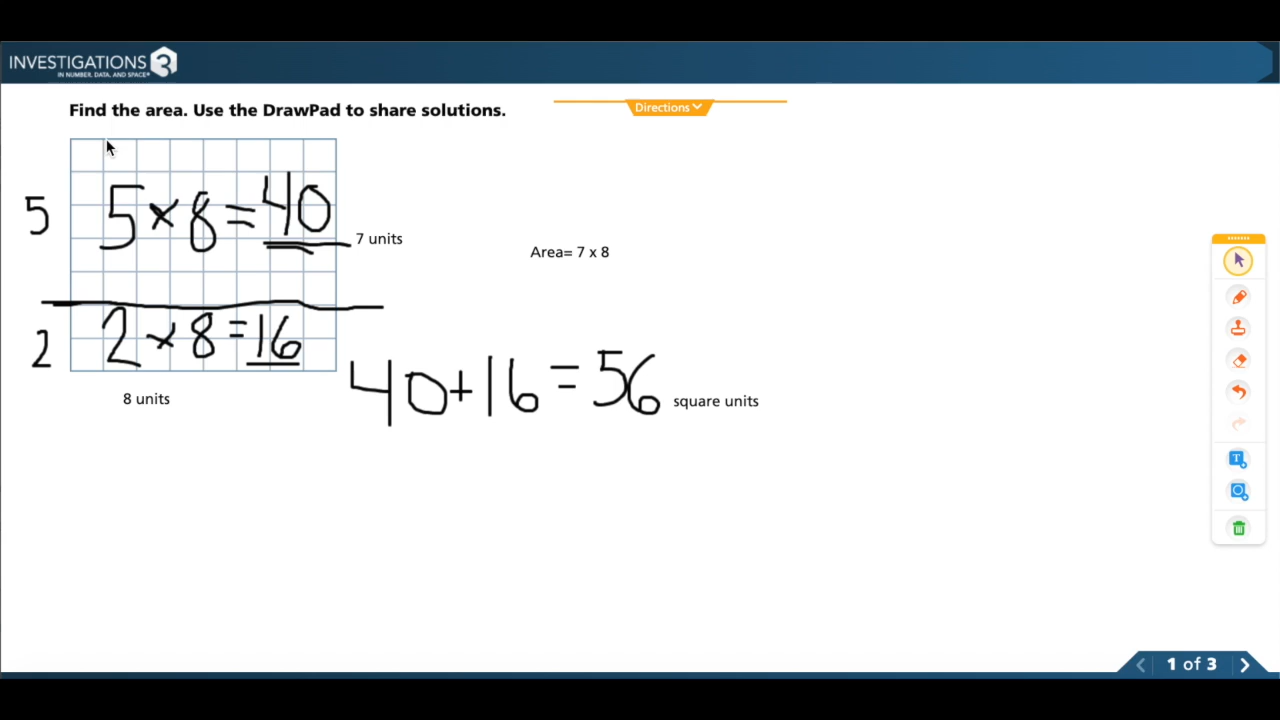 INVESTIGATIONS 3
IN NUMBER, DATA, AND SPACE®
Directions
Find the area. Use the DrawPad to share solutions.
5
5×8=40
7 units
Area= 7 x 8
2
2×8=16
8 units
40+16=56
square units
T
1 of 3